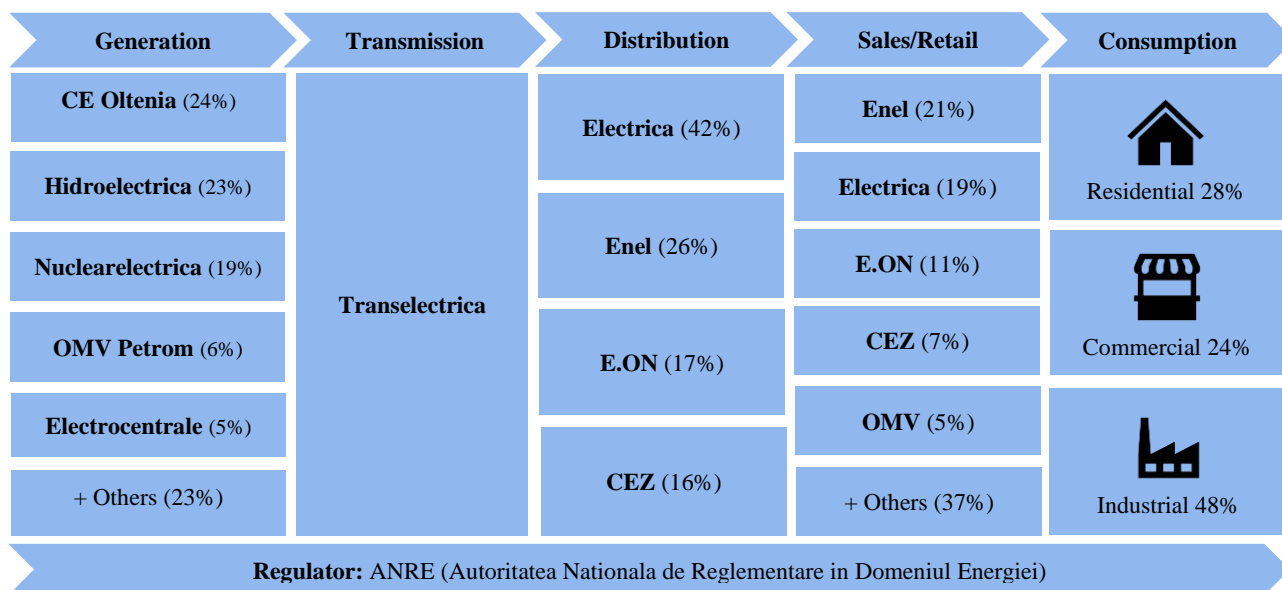 Generation
Transmission
Distribution
Sales/Retail
Consumption
CE Oltenia (24%)
Hidroelectrica (23%)
Nuclearelectrica (19%)
OMV Petrom (6%)
Electrocentrale (5%)
+ Others (23%)
Transelectrica
Electrica (42%)
Enel (26%)
E.ON (17%)
CEZ (16%)
Enel (21%)
Electrica (19%)
E.ON (11%)
CEZ (7%)
OMV (5%)
+ Others (37%)
Residential 28%
Commercial 24%
Industrial 48%
Regulator: ANRE (Autoritatea Nationala de Reglementare in Domeniul Energiei)